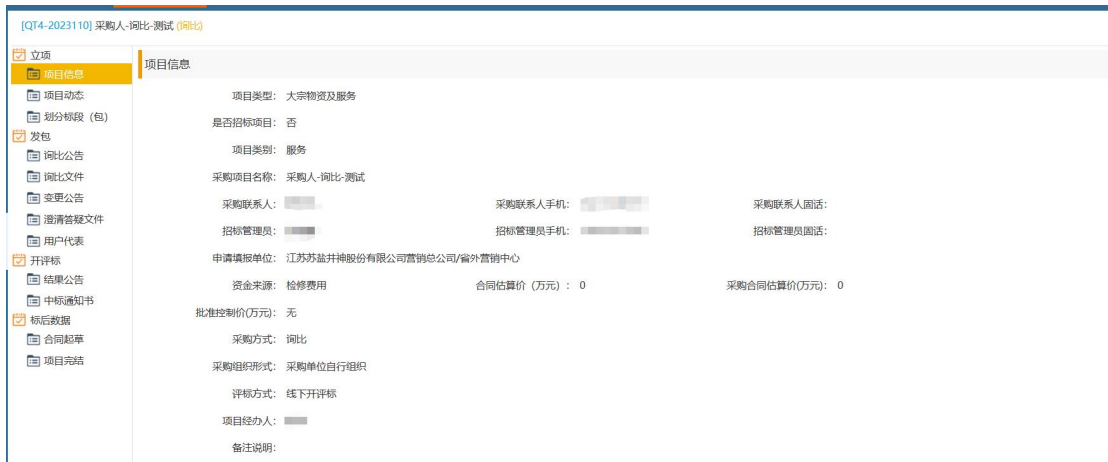 [QT4-2023110] 采购人-询比-测试 (询比)
立项
项目信息
项目动态
划分标段（包）
发包
询比公告
询比文件
变更公告
澄清答疑文件
用户代表
开评标
结果公告
中标通知书
标后数据
合同起草
项目完结
项目信息
项目类型： 大宗物资及服务
是否招标项目： 否
项目类别： 服务
采购项目名称： 采购人-询比-测试
采购联系人： 采购联系人手机： 采购联系人固话：
招标管理员： 招标管理员手机： 招标管理员固话：
申请填报单位： 江苏苏盐井神股份有限公司营销总公司/省外营销中心
资金来源： 检修费用 合同估算价（万元）： 0 采购合同估算价(万元)： 0
批准控制价(万元)： 无
采购方式： 询比
采购组织形式： 采购单位自行组织
评标方式： 线下开评标
项目经办人：
备注说明：